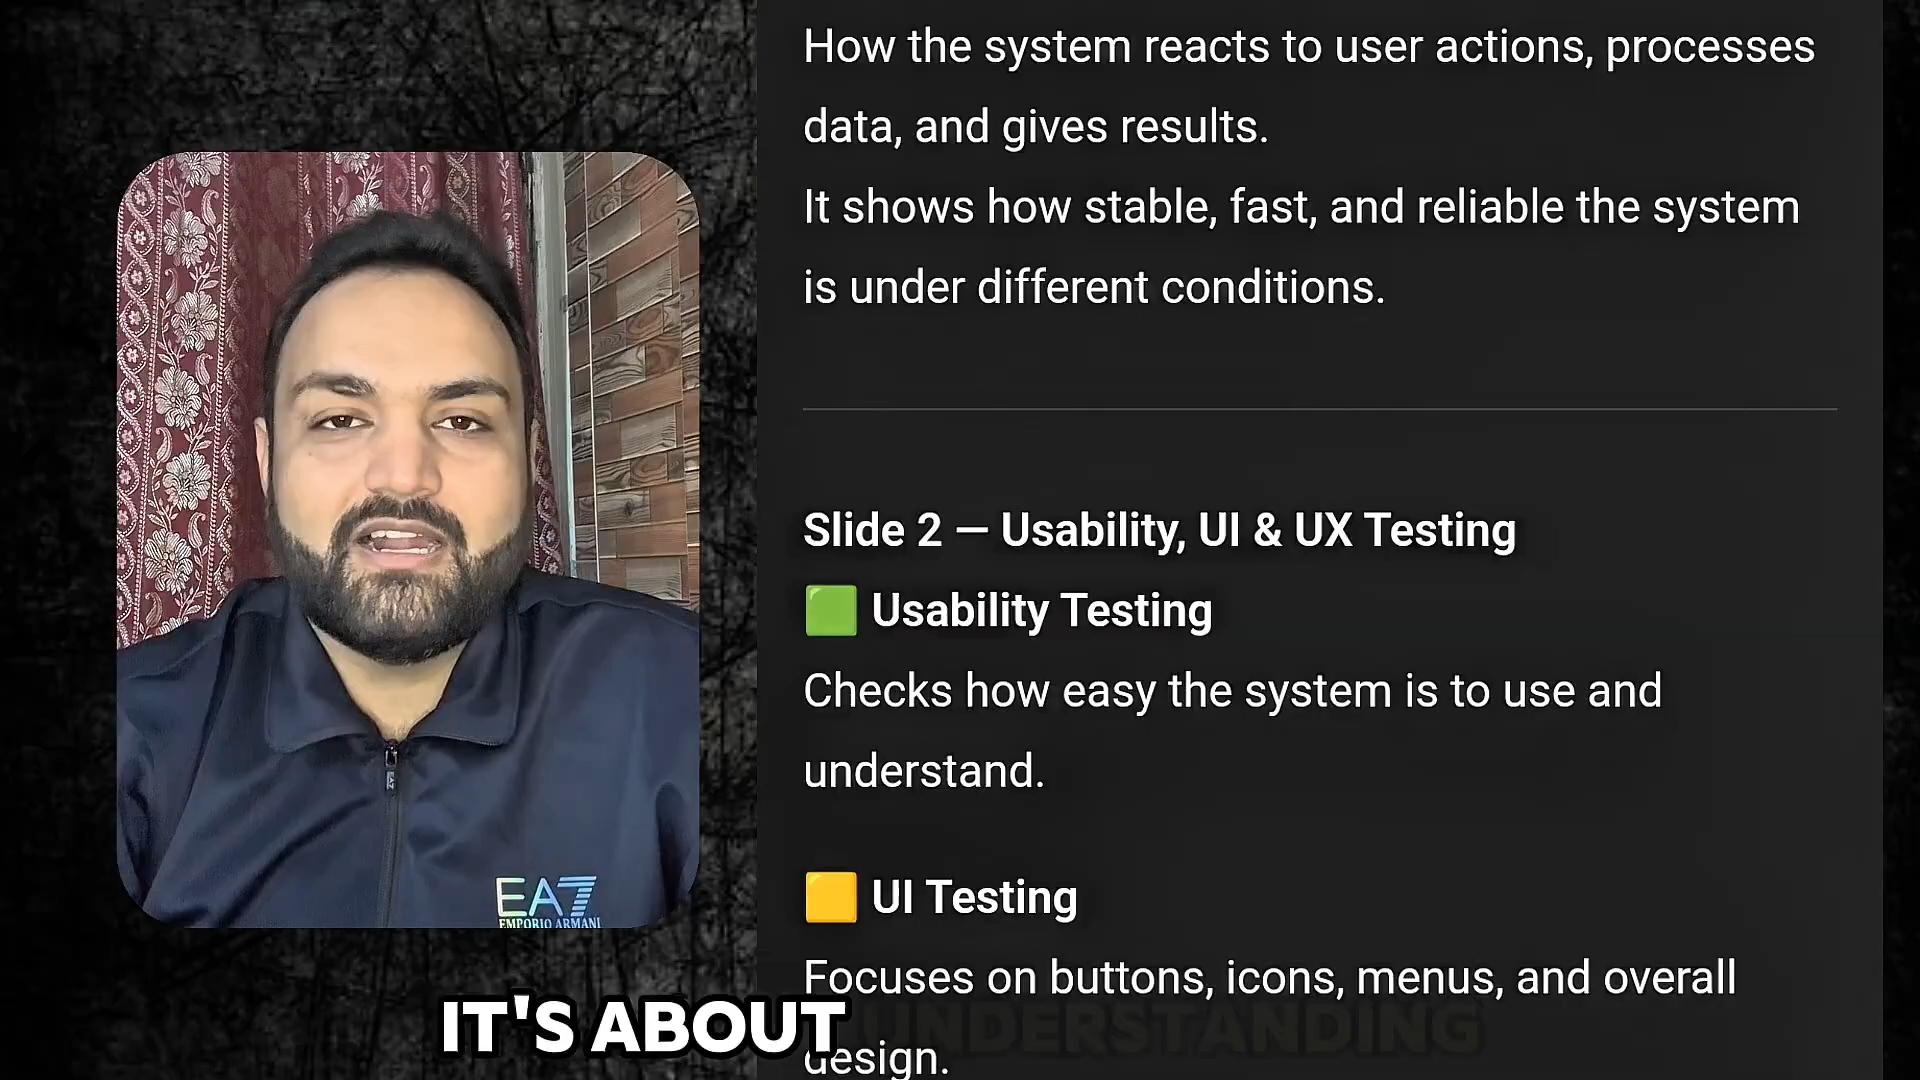 How the system reacts to user actions, processes
data, and gives results.
It shows how stable, fast, and reliable the system
is under different conditions.
Slide 2 — Usability, UI & UX Testing
🟩 Usability Testing
Checks how easy the system is to use and
understand.
🟨 UI Testing
Focuses on buttons, icons, menus, and overall
design.
IT'S ABOUT UNDERSTANDING
EA7
EMPORIO ARMANI